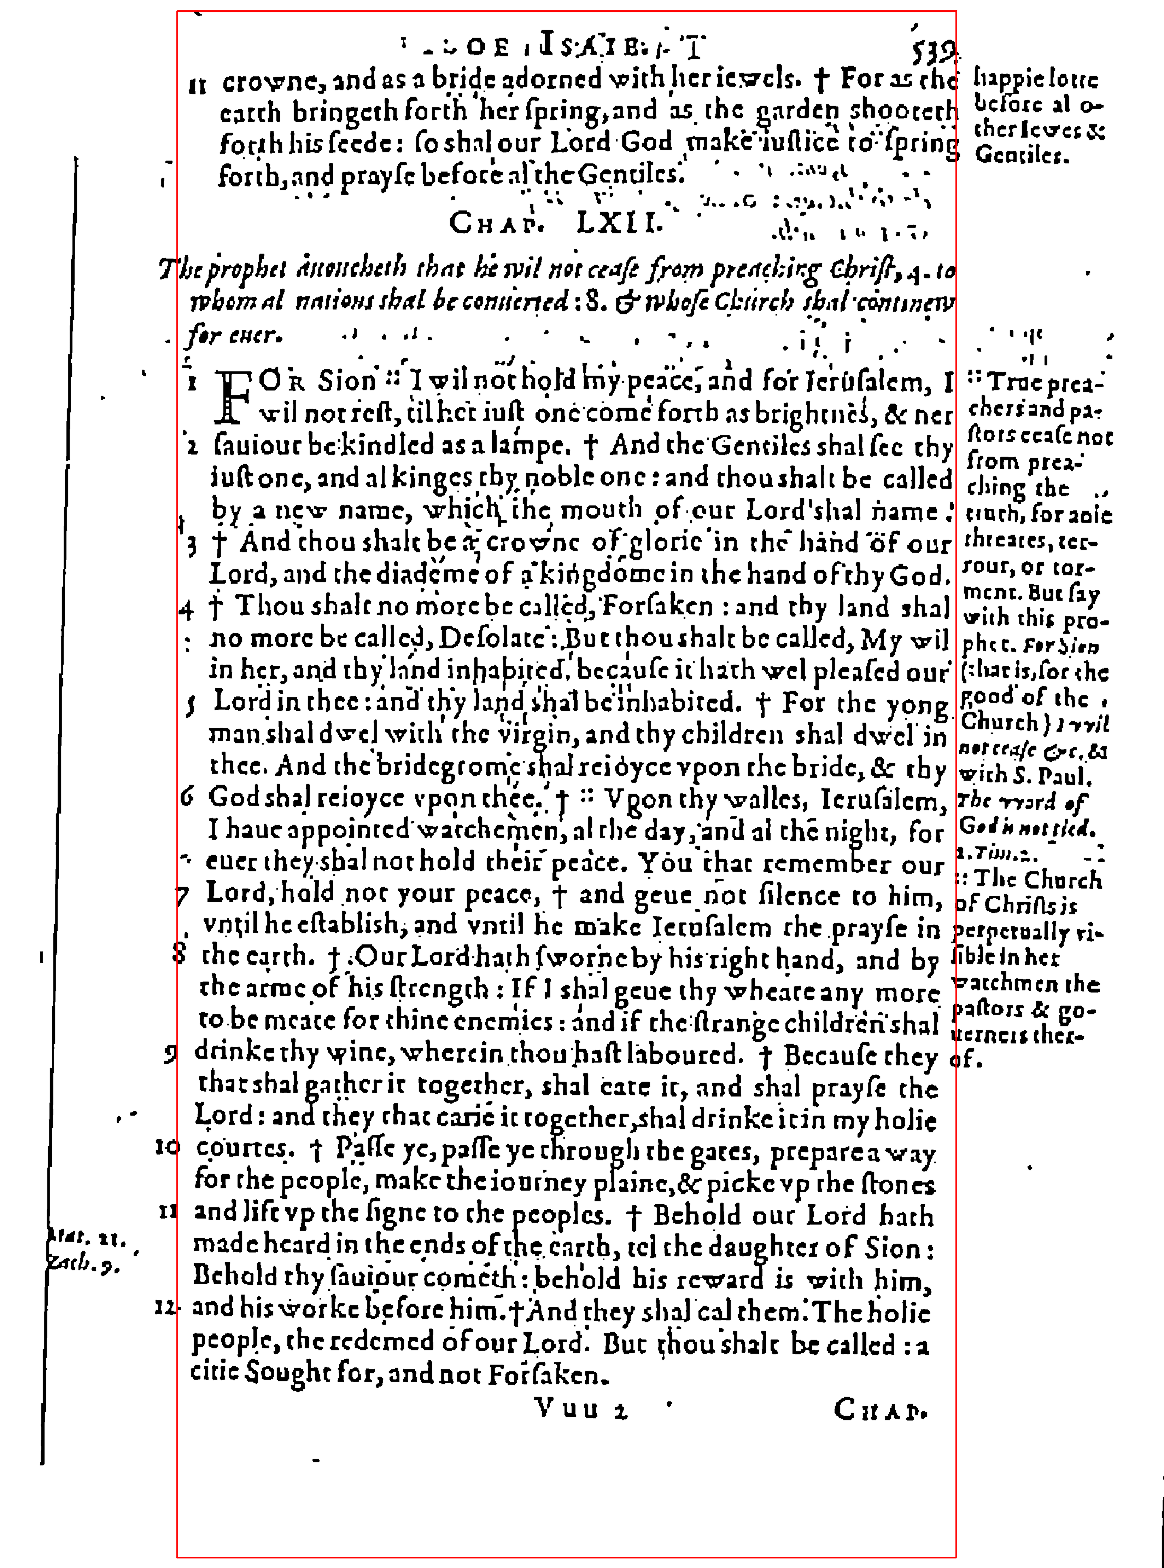 OF ISAIE. 539
11 crowne, and as a bride adorned with her iewels. † For as the
earth bringeth forth her ſpring, and as the garden shooteth
forth his ſeede: ſo shal our Lord God make iuſtice to ſpring
forth, and prayſe before al the Gentiles.
CHAP. LXII.
The prophet auoucheth that he wil not ceaſe from preaching Chriſt, 4. to
whom al nations shal be conuerted: 8. & whoſe Church shal continew
for euer.
1 FOR Sion :: I wil not hold my peace, and for Ieruſalem, I
wil not reſt, til her iuſt one come forth as brightnes, & her
2 ſauiour be kindled as a lampe. † And the Gentiles shal ſee thy
iuſt one, and al kinges thy noble one: and thou shalt be called
by a new name, which the mouth of our Lord shal name.
3 † And thou shalt be a crowne of glorie in the hand of our
Lord, and the diademe of a kingdome in the hand of thy God.
4 † Thou shalt no more be called, Forſaken: and thy land shal
no more be called, Deſolate: But thou shalt be called, My wil
in her, and thy land inhabited. becauſe it hath wel pleaſed our
5 Lord in thee: and thy land shal be inhabited. † For the yong
man shal dwel with the virgin, and thy children shal dwel in
thee. And the bridegrome shal reioyce vpon the bride, & thy
6 God shal reioyce vpon thee. † :: Vpon thy walles, Ieruſalem,
I haue appointed watchemen, al the day, and al the night, for
euer they shal not hold their peace. You that remember our
7 Lord, hold not your peace, † and geue not ſilence to him,
vntil he eſtablish, and vntil he make Ieruſalem the prayſe in
8 the earth. † Our Lord hath ſworne by his right hand, and by
the arme of his ſtrength: If I shal geue thy wheate any more
to be meate for thine enemies: and if the ſtrange children shal
9 drinke thy wine, wherein thou haſt laboured. † Becauſe they
that shal gather it together, shal eate it, and shal prayſe the
Lord: and they that carie it together, shal drinke it in my holie
10 courtes. † Paſſe ye, paſſe ye through the gates, prepare a way
for the people, make the iourney plaine, & picke vp the ſtones
11 and lift vp the ſigne to the peoples. † Behold our Lord hath
made heard in the ends of the earth, tel the daughter of Sion:
Behold thy ſauiour cometh: behold his reward is with him,
12 and his worke before him. † And they shal cal them. The holie
people, the redemed of our Lord. But thou shalt be called: a
citie Sought for, and not Forſaken.
Vuu 2 CHAP.
happie lotte
before al o-
ther Iewes &
Gentiles.
:: True prea-
chers and pa-
ſtors ceaſe not
from prea-
ching the
truth, for anie
threates, ter-
rour, or tor-
ment. But ſay
with this pro-
phet. For Sion
(that is, for the
good of the
Church) I vvil
not ceaſe &c. &
with S. Paul.
The vvord of
God is not tied.
2. Tim. 2.
:: The Church
of Chriſt is
perpetually vi-
ſible in her
watchmen the
paſtors & go-
uerners ther-
of.
Mat. 21.
Zach. 9.